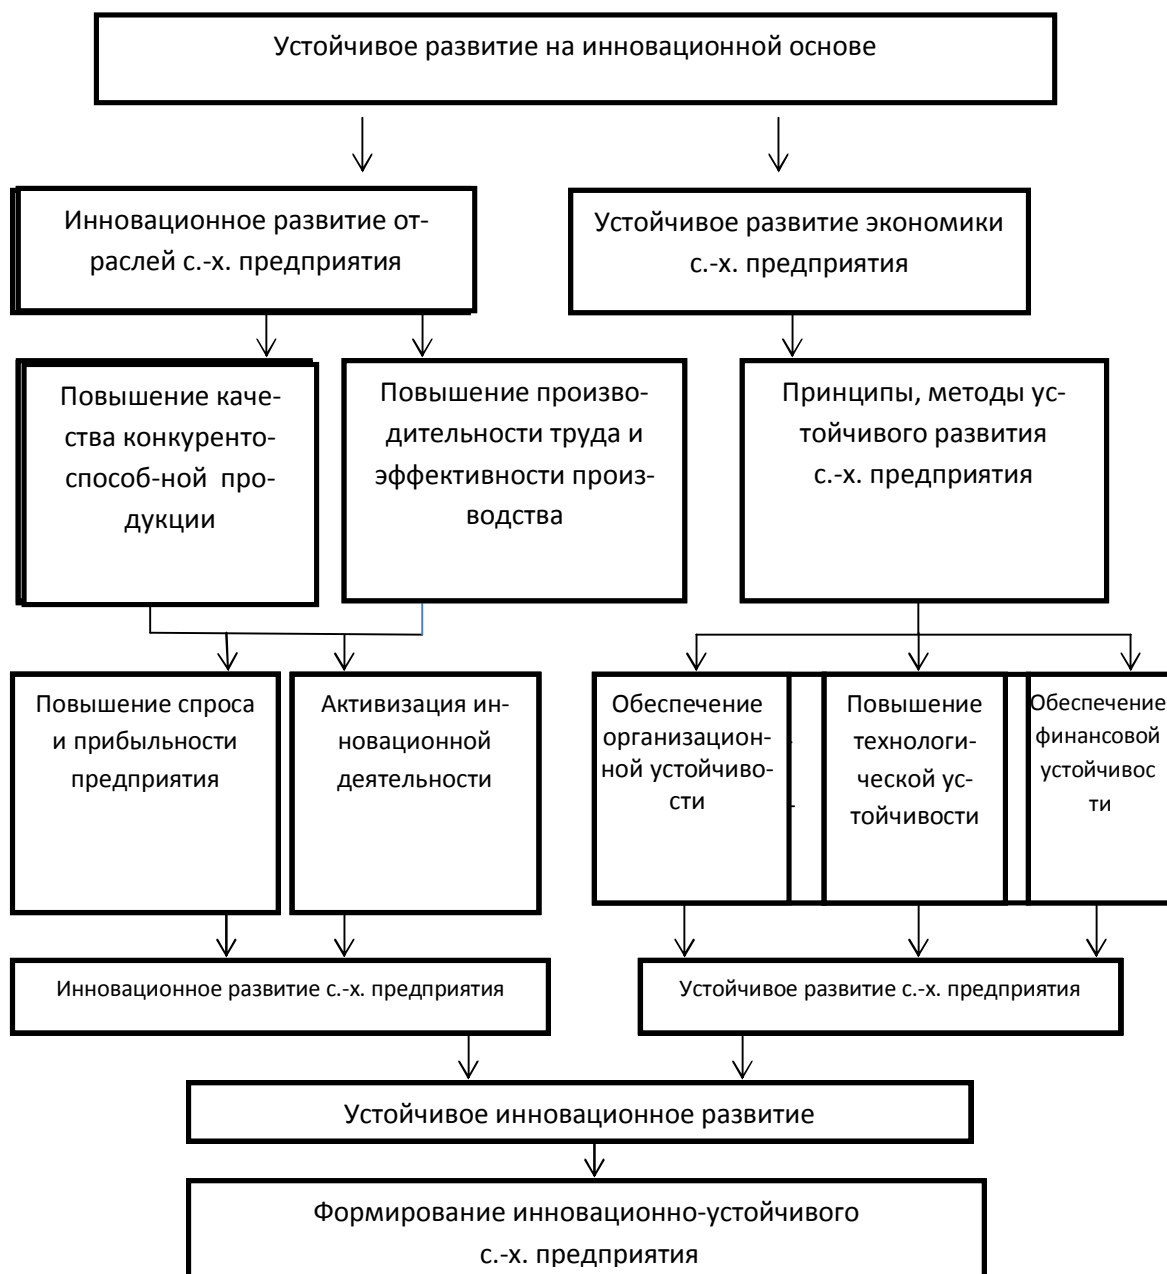 Устойчивое развитие на инновационной основе
Инновационное развитие от-
раслей с.-х. предприятия
Устойчивое развитие экономики
с.-х. предприятия
Повышение каче-
ства конкуренто-
способ-ной  про-
дукции
Повышение произво-
дительности труда и
эффективности произ-
водства
Принципы, методы ус-
тойчивого развития
с.-х. предприятия
Повышение спроса
и прибыльности
предприятия
Активизация ин-
новационной
деятельности
Обеспечение
организацион-
ной устойчиво-
сти
Повышение
технологи-
ческой ус-
тойчивости
Обеспечение
финансовой
устойчивос
ти
Инновационное развитие с.-х. предприятия
Устойчивое развитие с.-х. предприятия
Устойчивое инновационное развитие
Формирование инновационно-устойчивого
с.-х. предприятия